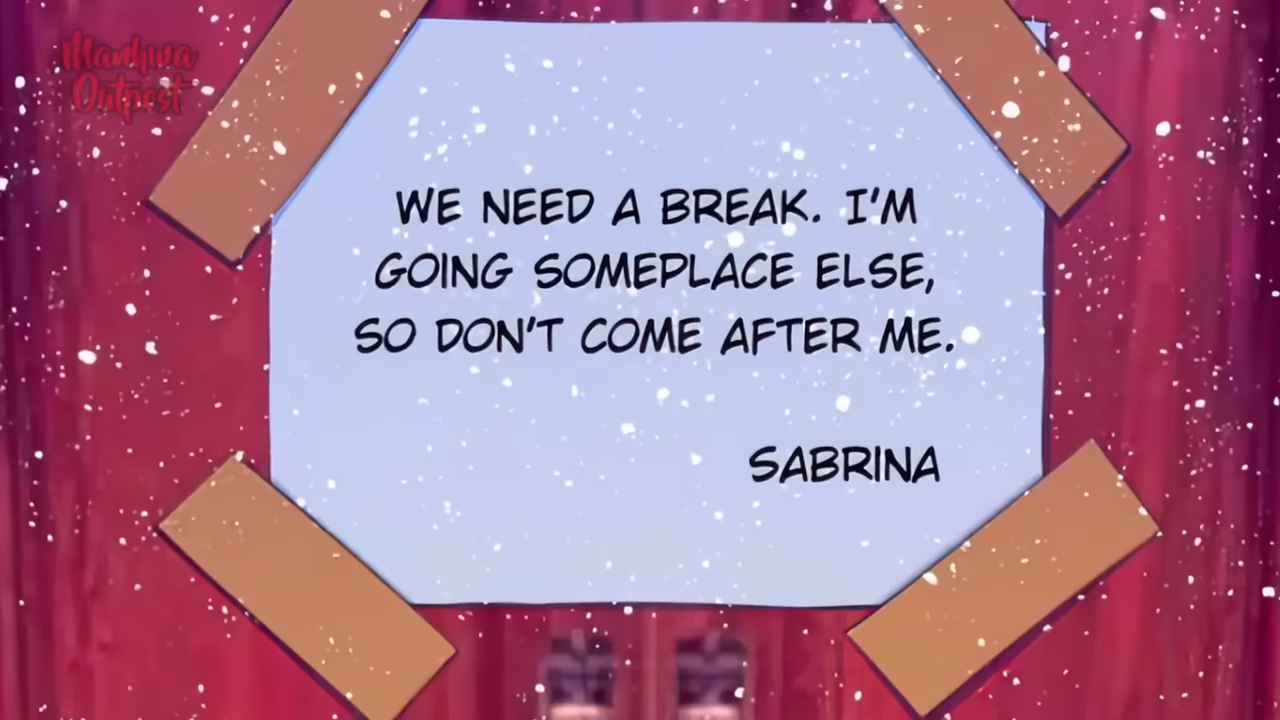 Manhwa
Outpost
WE NEED A BREAK. I'M
GOING SOMEPLACE ELSE,
SO DON'T COME AFTER ME.
SABRINA